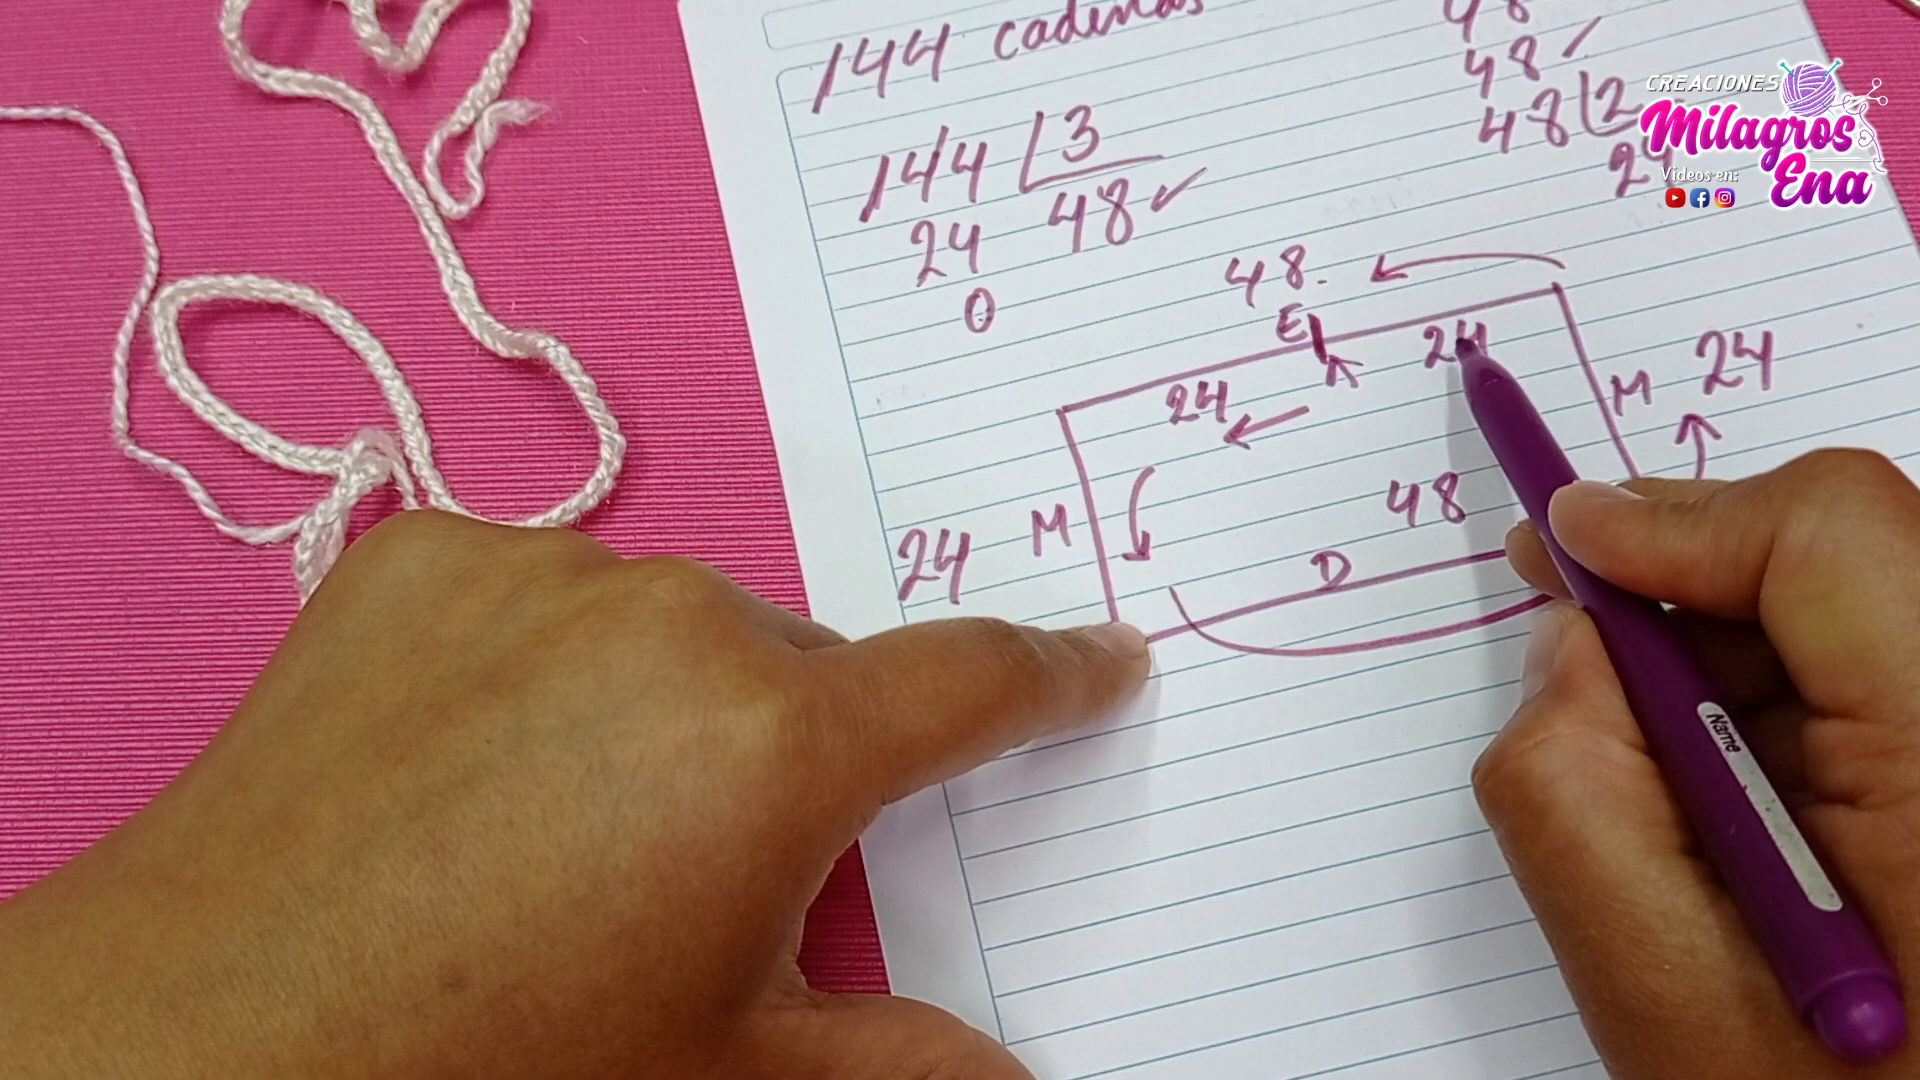 144 cadenas
144 3
24 48 ✓
0
48
48 ✓
48 2
24
48.
E
24
24
M 24
24 M
48
D
Name
CREACIONES
Milagros
Ena
Videos en: